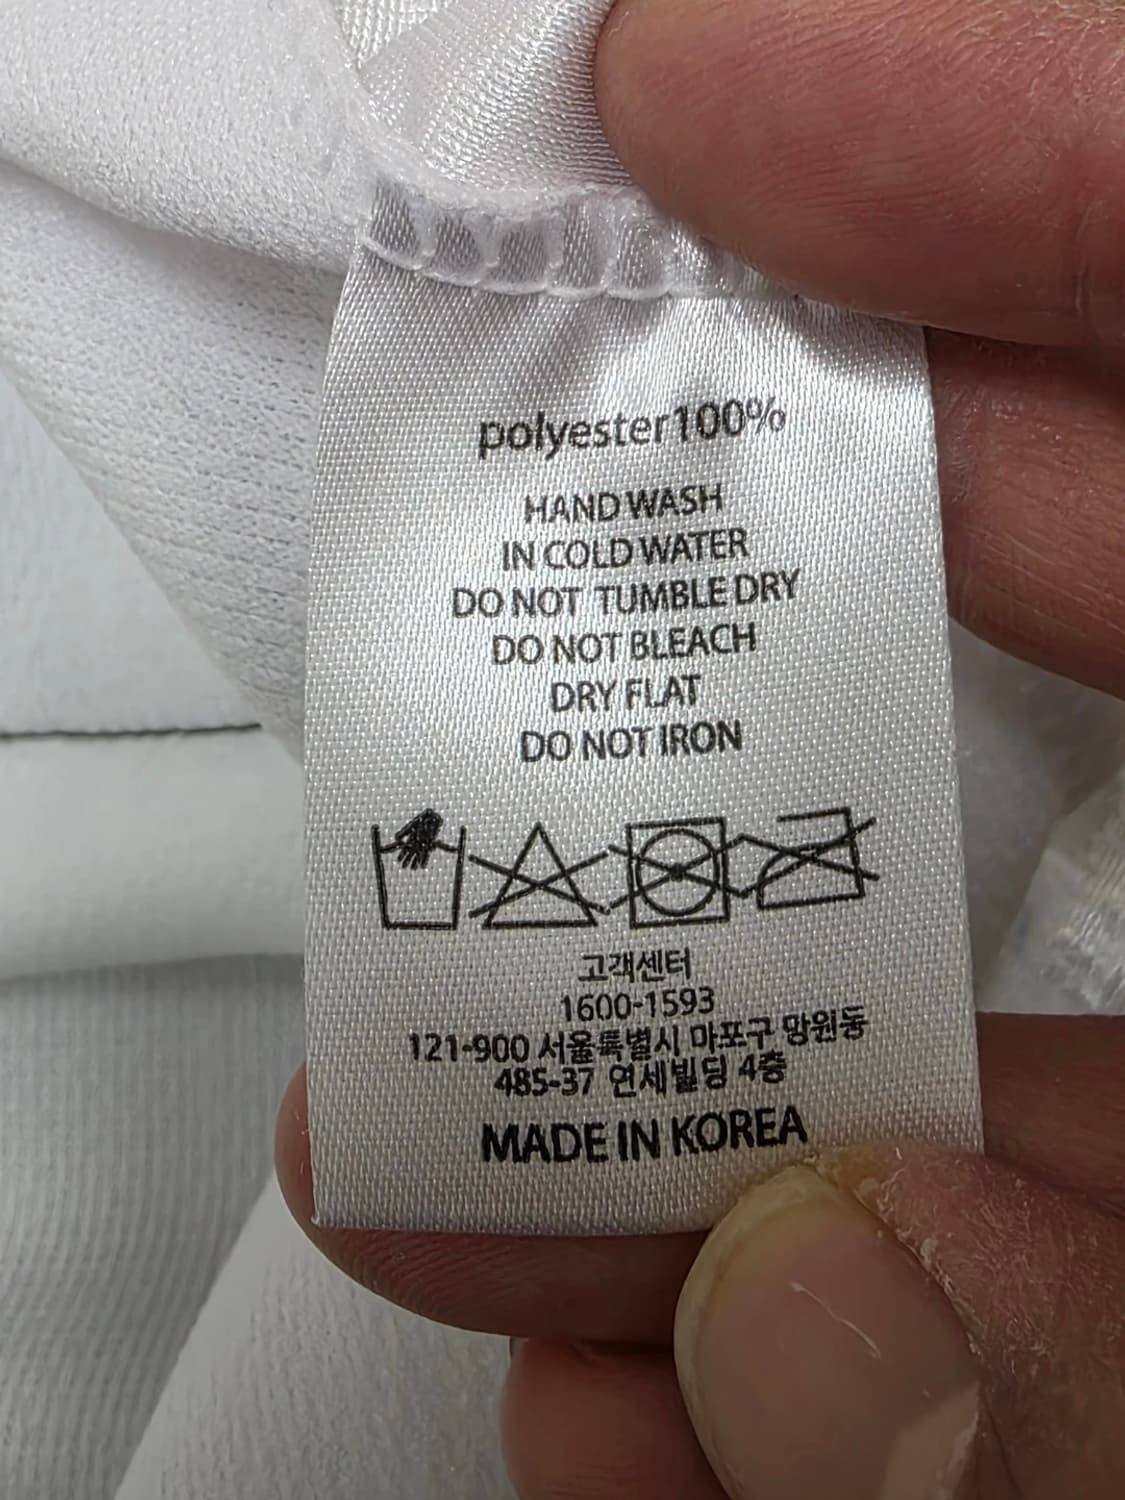 polyester100%
HAND WASH
IN COLD WATER
DO NOT TUMBLE DRY
DO NOT BLEACH
DRY FLAT
DO NOT IRON
고객센터
1600-1593
121-900 서울특별시 마포구 망원동
485-37 연세빌딩 4층
MADE IN KOREA